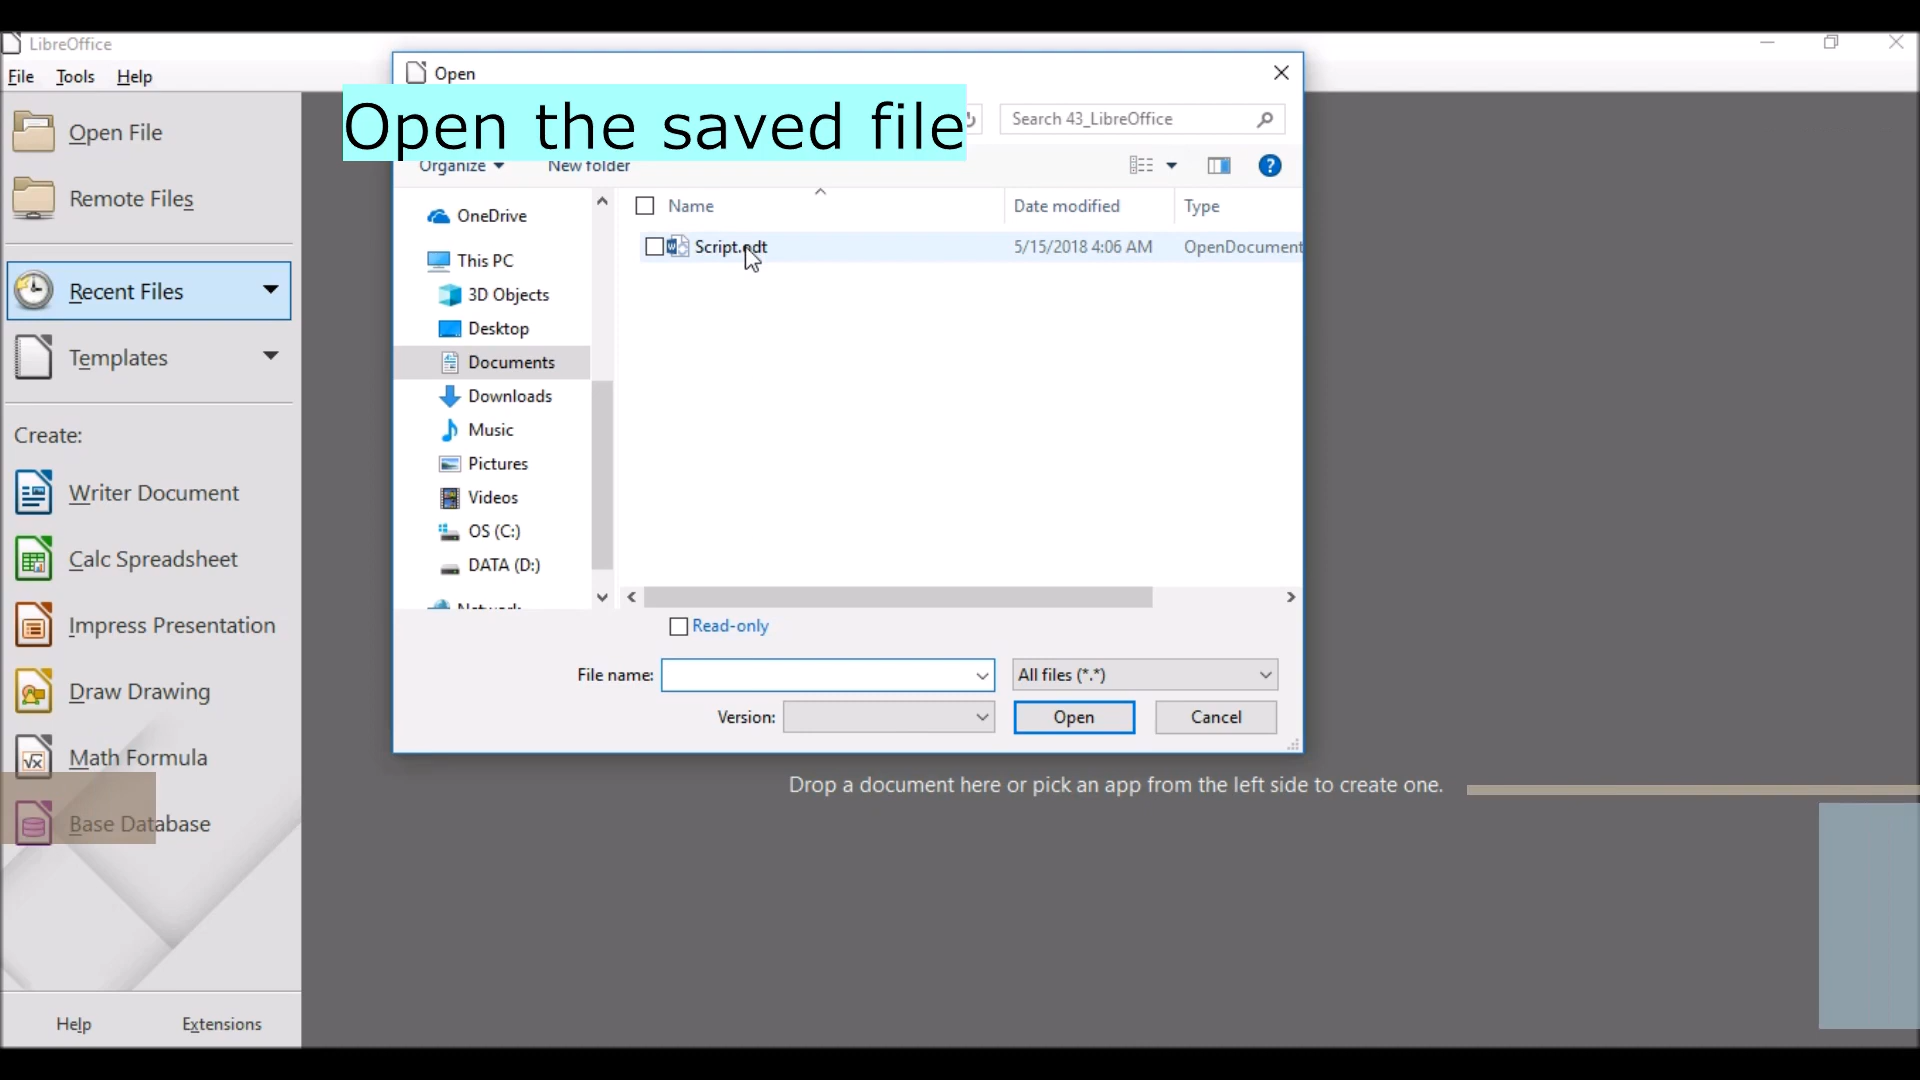 LibreOffice
File Tools Help
Open
Open the saved file
Search 43_LibreOffice
Organize New folder
Open File
Remote Files
Recent Files
Templates
Create:
Writer Document
Calc Spreadsheet
Impress Presentation
Draw Drawing
Math Formula
Base Database
Help Extensions
OneDrive
This PC
3D Objects
Desktop
Documents
Downloads
Music
Pictures
Videos
OS (C:)
DATA (D:)
Network
Name Date modified Type
Script.odt 5/15/2018 4:06 AM OpenDocument
Read-only
File name: All files (*.*)
Version: Open Cancel
Drop a document here or pick an app from the left side to create one.